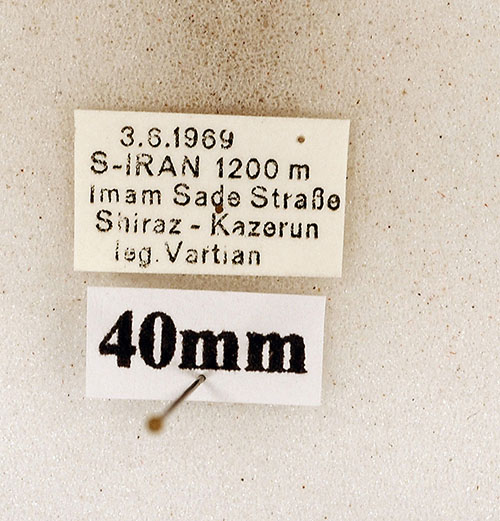 3.6.1969
S-IRAN 1200 m
Imam Sade Straße
Shiraz - Kazerun
leg. Vartian
40mm